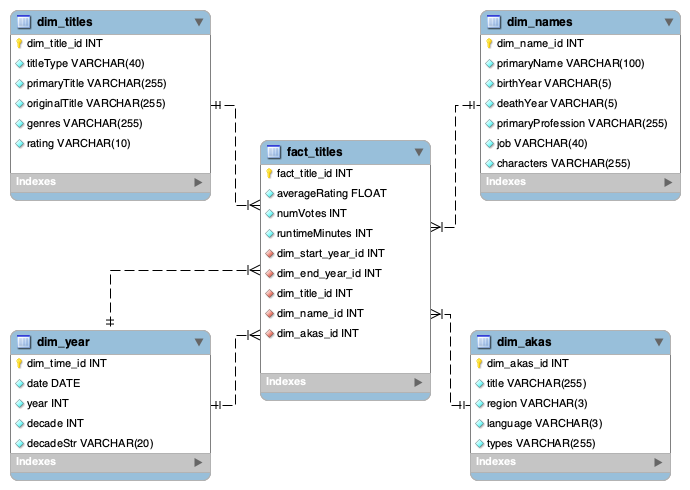 dim_titles
dim_title_id INT
titleType VARCHAR(40)
primaryTitle VARCHAR(255)
originalTitle VARCHAR(255)
genres VARCHAR(255)
rating VARCHAR(10)
Indexes
dim_names
dim_name_id INT
primaryName VARCHAR(100)
birthYear VARCHAR(5)
deathYear VARCHAR(5)
primaryProfession VARCHAR(255)
job VARCHAR(40)
characters VARCHAR(255)
Indexes
fact_titles
fact_title_id INT
averageRating FLOAT
numVotes INT
runtimeMinutes INT
dim_start_year_id INT
dim_end_year_id INT
dim_title_id INT
dim_name_id INT
dim_akas_id INT
Indexes
dim_year
dim_time_id INT
date DATE
year INT
decade INT
decadeStr VARCHAR(20)
Indexes
dim_akas
dim_akas_id INT
title VARCHAR(255)
region VARCHAR(3)
language VARCHAR(3)
types VARCHAR(255)
Indexes